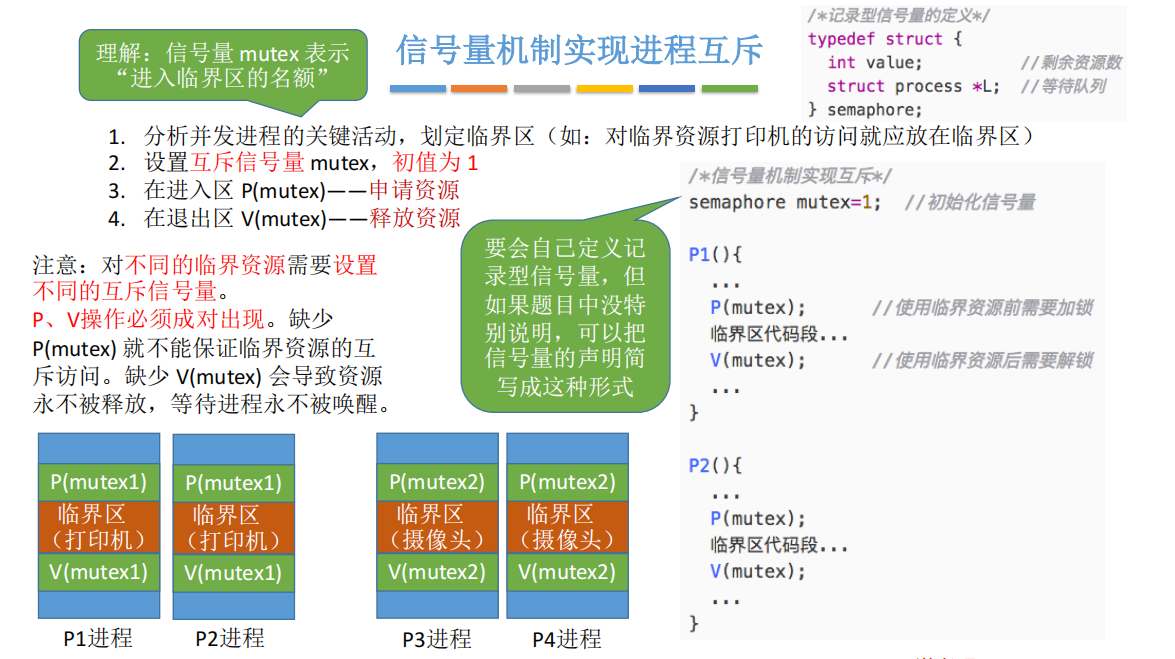 理解：信号量 mutex 表示
“进入临界区的名额”
信号量机制实现进程互斥
/*记录型信号量的定义*/
typedef struct {
int value; //剩余资源数
struct process *L; //等待队列
} semaphore;
1. 分析并发进程的关键活动，划定临界区（如：对临界资源打印机的访问就应放在临界区）
2. 设置互斥信号量 mutex，初值为 1
3. 在进入区 P(mutex)——申请资源
4. 在退出区 V(mutex)——释放资源
注意：对不同的临界资源需要设置
不同的互斥信号量。
P、V操作必须成对出现。缺少
P(mutex) 就不能保证临界资源的互
斥访问。缺少 V(mutex) 会导致资源
永不被释放，等待进程永不被唤醒。
要会自己定义记
录型信号量，但
如果题目中没特
别说明，可以把
信号量的声明简
写成这种形式
/*信号量机制实现互斥*/
semaphore mutex=1; //初始化信号量
P1(){
...
P(mutex); //使用临界资源前需要加锁
临界区代码段...
V(mutex); //使用临界资源后需要解锁
...
}
P2(){
...
P(mutex);
临界区代码段...
V(mutex);
...
}
P(mutex1)
临界区
（打印机）
V(mutex1)
P1进程
P(mutex1)
临界区
（打印机）
V(mutex1)
P2进程
P(mutex2)
临界区
（摄像头）
V(mutex2)
P3进程
P(mutex2)
临界区
（摄像头）
V(mutex2)
P4进程